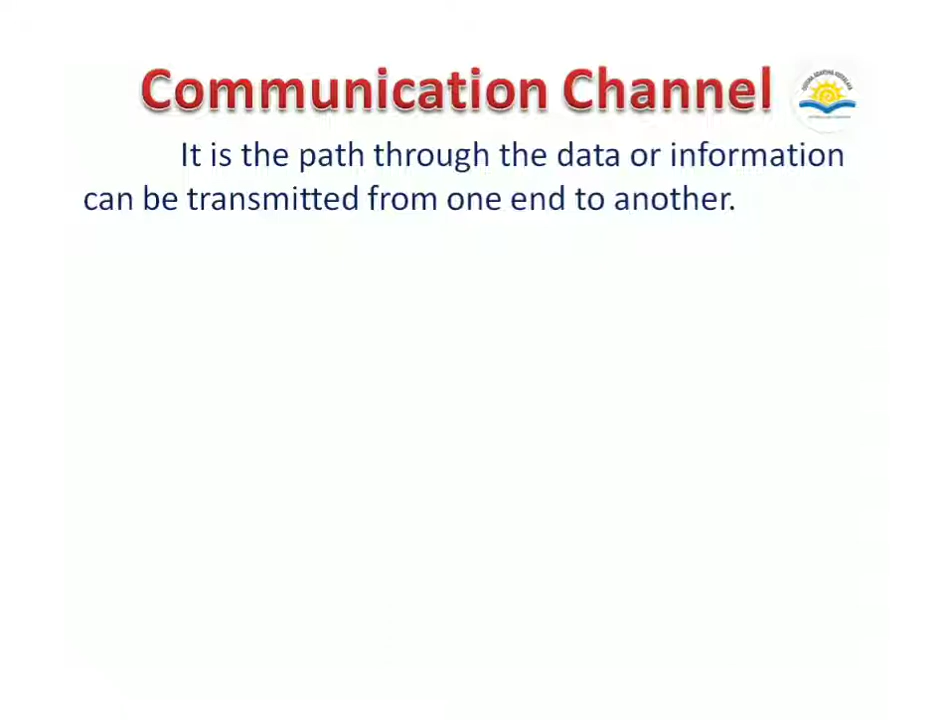 Communication Channel
It is the path through the data or information
can be transmitted from one end to another.